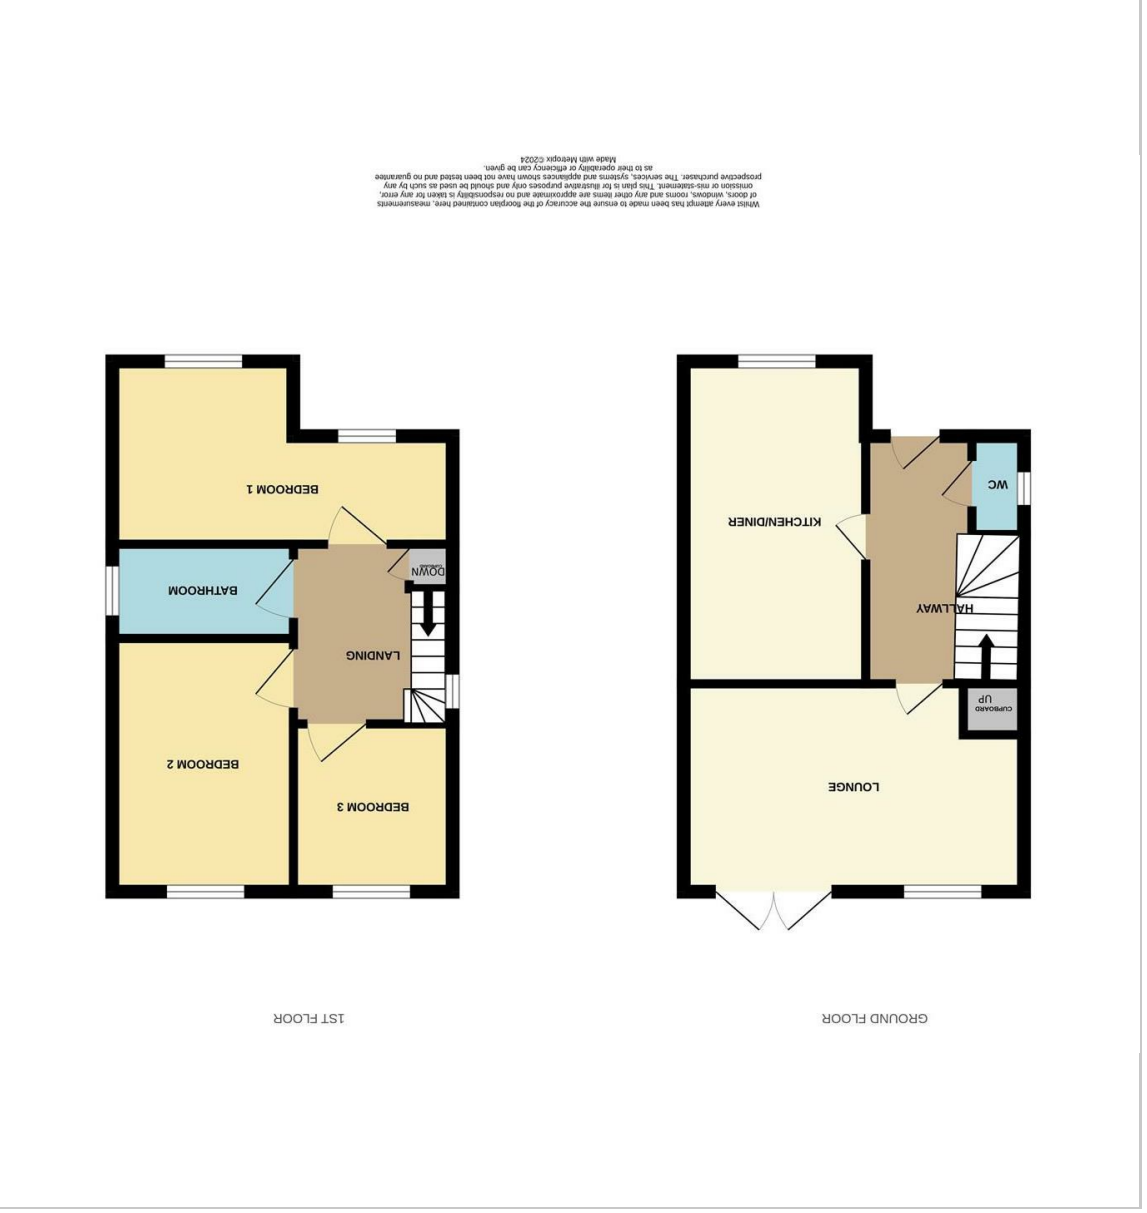 GROUND FLOOR
1ST FLOOR
LOUNGE
CUPBOARD
UP
HALLWAY
KITCHEN/DINER
WC
BEDROOM 3
BEDROOM 2
LANDING
BATHROOM
DOWN
CUPBOARD
BEDROOM 1
Whilst every attempt has been made to ensure the accuracy of the floorplan contained here, measurements
of doors, windows, rooms and any other items are approximate and no responsibility is taken for any error,
omission or mis-statement. This plan is for illustrative purposes only and should be used as such by any
prospective purchaser. The services, systems and appliances shown have not been tested and no guarantee
as to their operability or efficiency can be given.
Made with Metropix ©2024